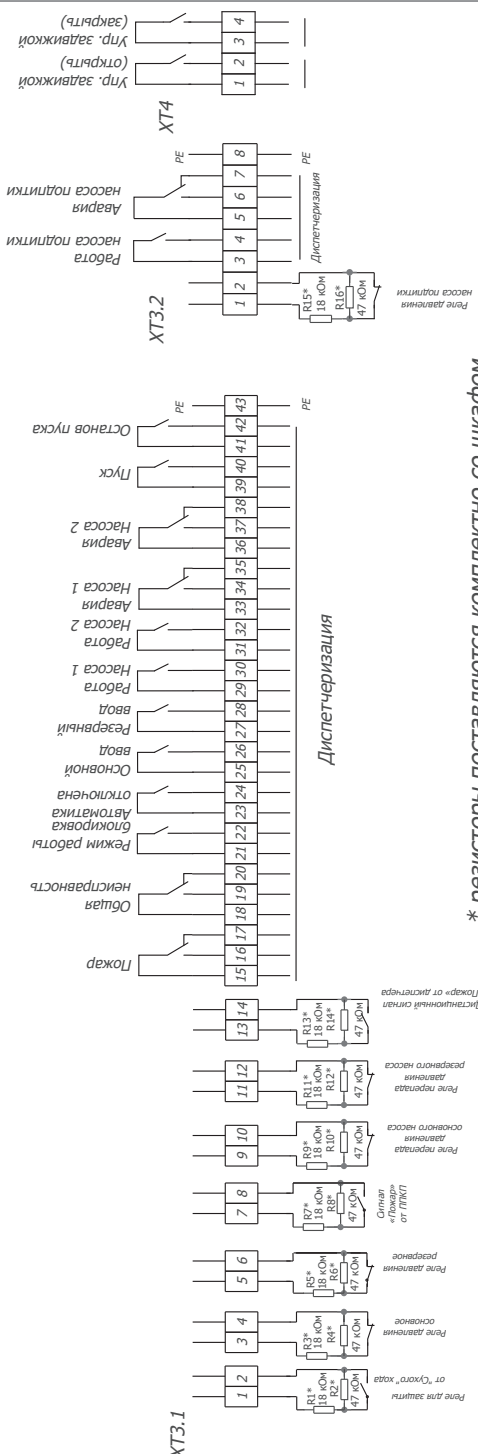 XT3.1
1
2
R1*
18 кОм
R2*
47 кОм
Реле для защиты
от "Сухого" хода
3
4
R3*
18 кОм
R4*
47 кОм
Реле давления
основное
5
6
R5*
18 кОм
R6*
47 кОм
Реле давления
резервное
7
8
R7*
18 кОм
R8*
47 кОм
Сигнал
«Пожар»
от ППКП
9
10
R9*
18 кОм
R10*
47 кОм
Реле перепада
давления
основного насоса
11
12
R11*
18 кОм
R12*
47 кОм
Реле перепада
давления
резервного насоса
13
14
R13*
18 кОм
R14*
47 кОм
Дистанционный сигнал
«Пожар» от диспетчера
15
16
17
Пожар
18
19
20
Общая
неисправность
21
22
Режим работы
блокировка
23
24
Автоматика
отключена
25
26
Основной
ввод
27
28
Резервный
ввод
29
30
Работа
Насоса 1
31
32
Работа
Насоса 2
33
34
35
Авария
Насоса 1
36
37
38
Авария
Насоса 2
39
40
Пуск
41
42
Останов пуска
43
PE
PE
Диспетчеризация
XT3.2
1
2
R15*
18 кОм
R16*
47 кОм
Реле давления
насоса подпитки
3
4
Работа
насоса подпитки
5
6
7
Авария
насоса подпитки
8
PE
PE
Диспетчеризация
XT4
1
2
Упр. задвижкой
(открыть)
3
4
Упр. задвижкой
(закрыть)
* резисторы поставляются комплектно со шкафом